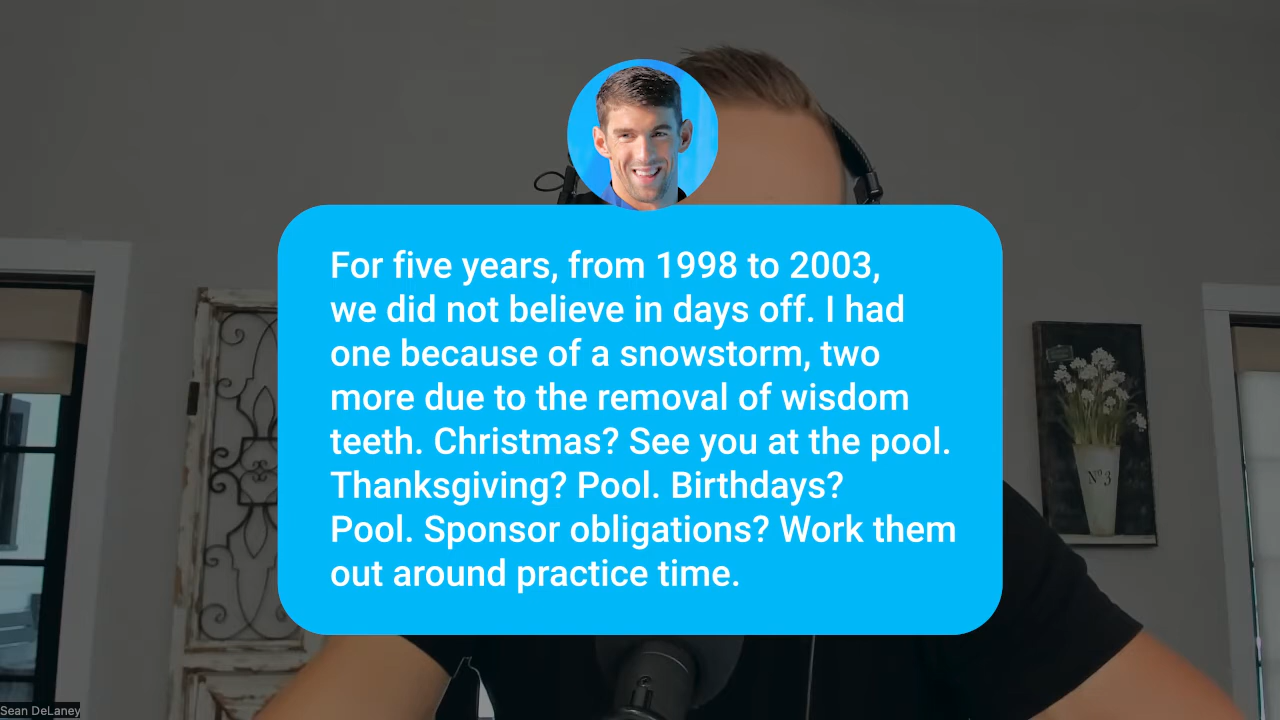 For five years, from 1998 to 2003,
we did not believe in days off. I had
one because of a snowstorm, two
more due to the removal of wisdom
teeth. Christmas? See you at the pool.
Thanksgiving? Pool. Birthdays?
Pool. Sponsor obligations? Work them
out around practice time.
Nº3
Sean DeLaney